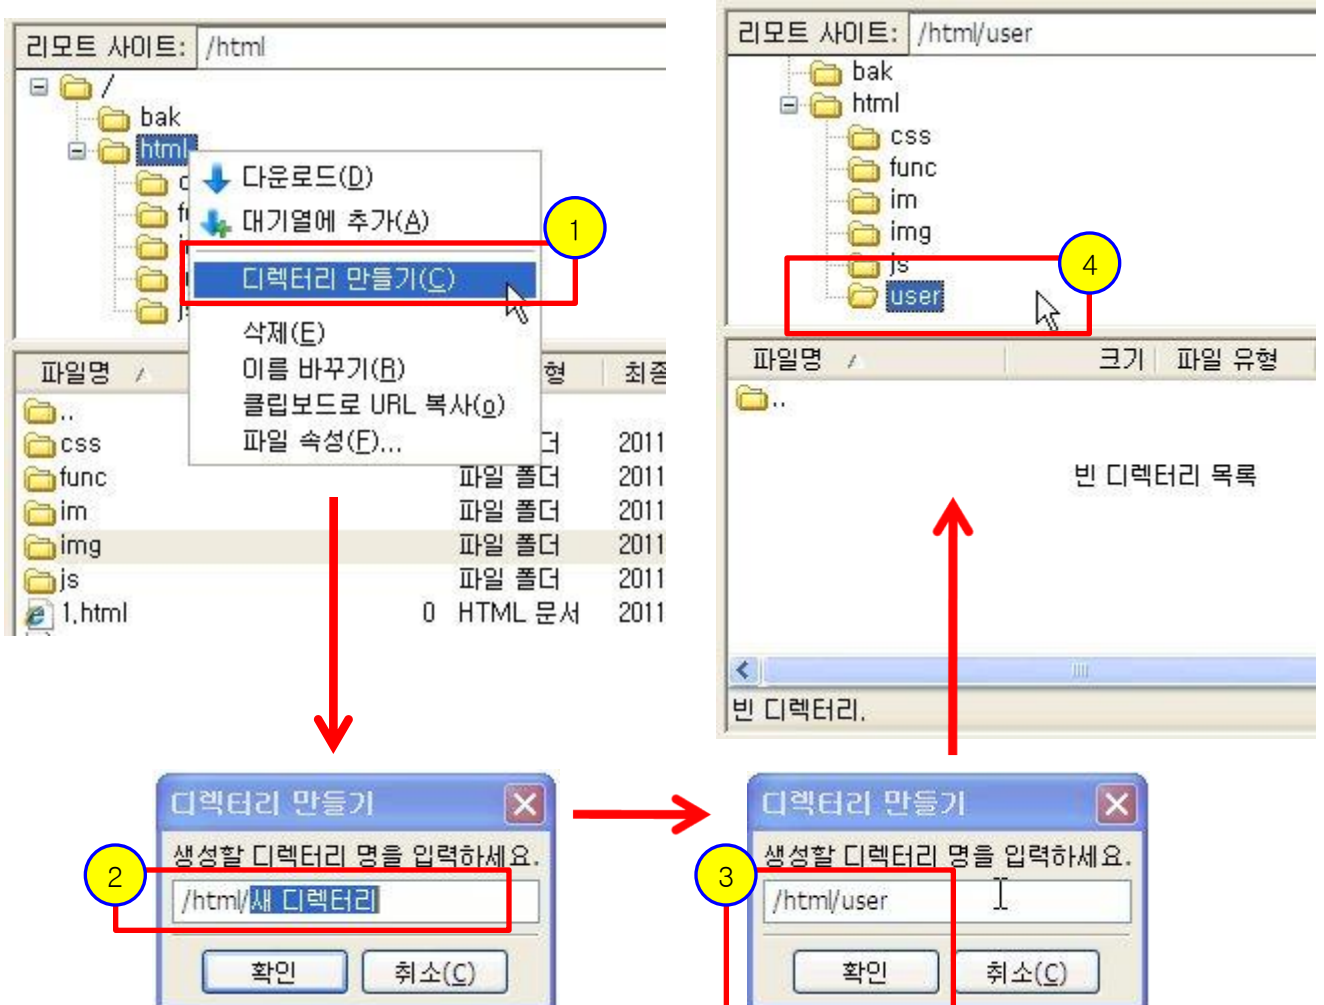 리모트 사이트: /html
/
bak
html
다운로드(D)
대기열에 추가(A)
1
디렉터리 만들기(C)
삭제(E)
이름 바꾸기(R)
클립보드로 URL 복사(o)
파일 속성(F)...
파일명 형 최종
..
css 더 2011
func 파일 폴더 2011
im 파일 폴더 2011
img 파일 폴더 2011
js 파일 폴더 2011
1.html 0 HTML 문서 2011
디렉터리 만들기
생성할 디렉터리 명을 입력하세요.
2
/html/새 디렉터리
확인 취소(C)
디렉터리 만들기
생성할 디렉터리 명을 입력하세요.
3
/html/user
확인 취소(C)
리모트 사이트: /html/user
bak
html
css
func
im
img
js
4
user
파일명 크기 파일 유형
..
빈 디렉터리 목록
빈 디렉터리.